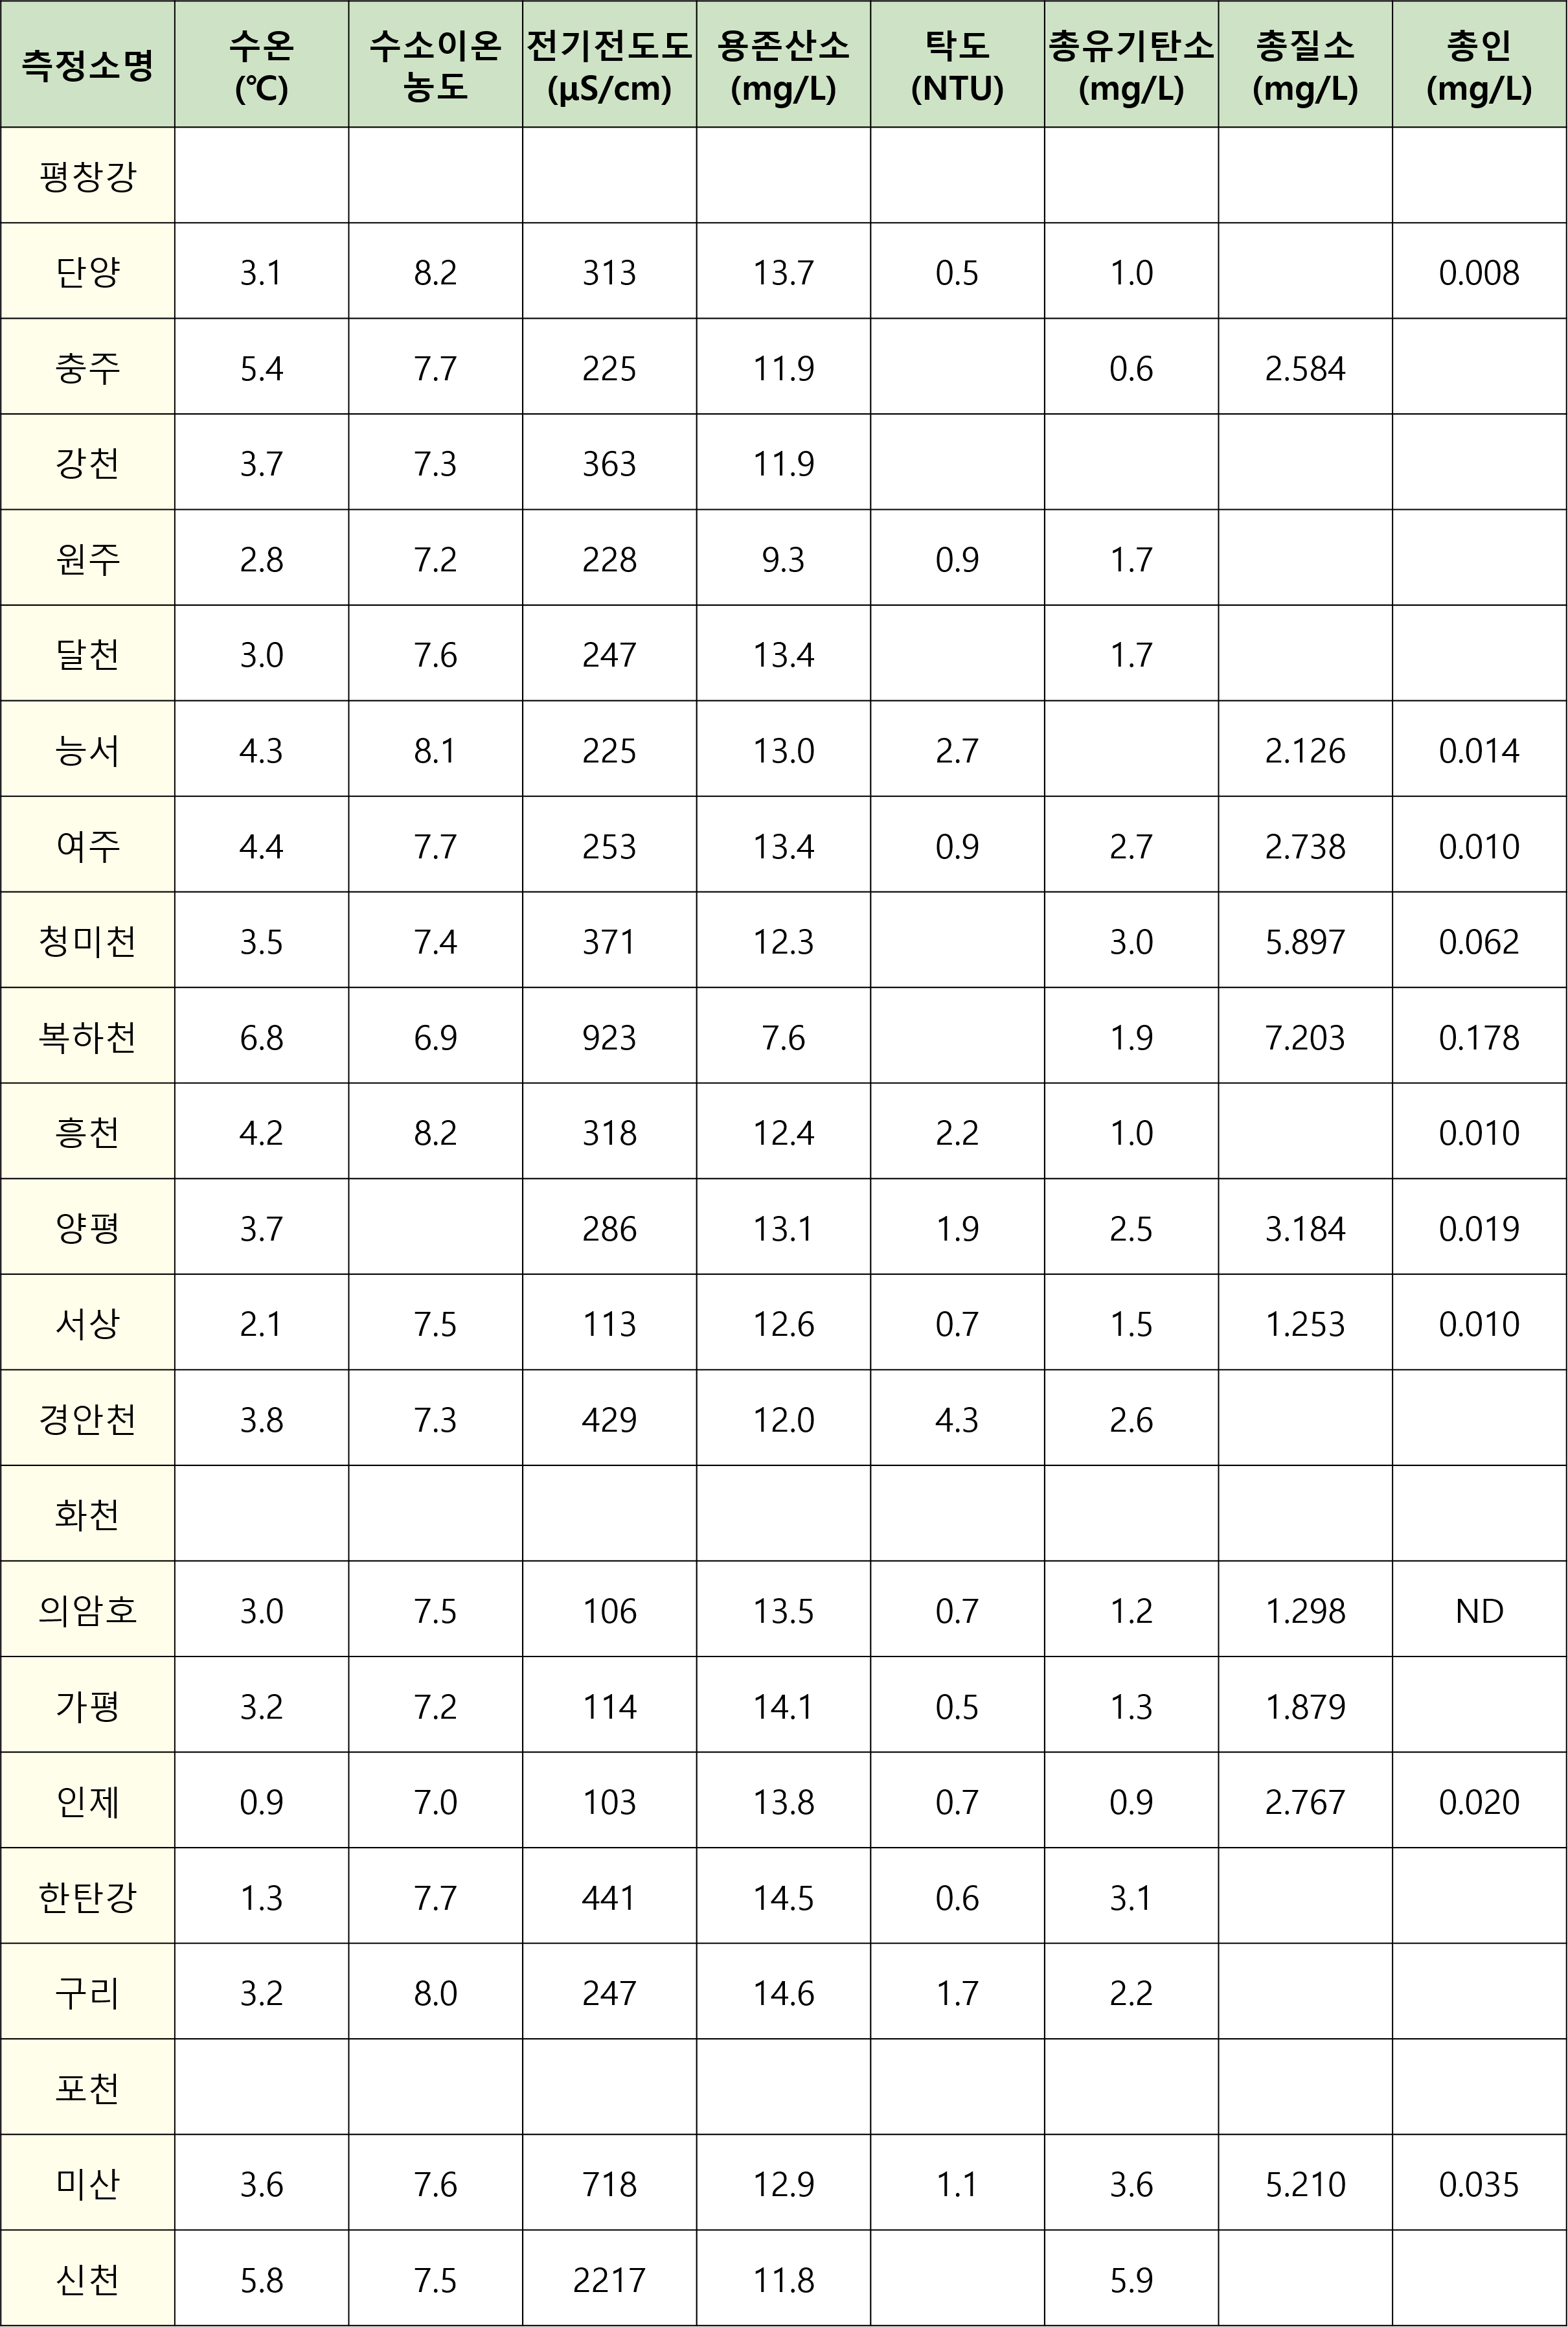 측정소명 수온 (℃) 수소이온 농도 전기전도도 (µS/cm) 용존산소 (mg/L) 탁도 (NTU) 총유기탄소 (mg/L) 총질소 (mg/L) 총인 (mg/L)
평창강
단양 3.1 8.2 313 13.7 0.5 1.0 0.008
충주 5.4 7.7 225 11.9 0.6 2.584
강천 3.7 7.3 363 11.9
원주 2.8 7.2 228 9.3 0.9 1.7
달천 3.0 7.6 247 13.4 1.7
능서 4.3 8.1 225 13.0 2.7 2.126 0.014
여주 4.4 7.7 253 13.4 0.9 2.7 2.738 0.010
청미천 3.5 7.4 371 12.3 3.0 5.897 0.062
복하천 6.8 6.9 923 7.6 1.9 7.203 0.178
흥천 4.2 8.2 318 12.4 2.2 1.0 0.010
양평 3.7 286 13.1 1.9 2.5 3.184 0.019
서상 2.1 7.5 113 12.6 0.7 1.5 1.253 0.010
경안천 3.8 7.3 429 12.0 4.3 2.6
화천
의암호 3.0 7.5 106 13.5 0.7 1.2 1.298 ND
가평 3.2 7.2 114 14.1 0.5 1.3 1.879
인제 0.9 7.0 103 13.8 0.7 0.9 2.767 0.020
한탄강 1.3 7.7 441 14.5 0.6 3.1
구리 3.2 8.0 247 14.6 1.7 2.2
포천
미산 3.6 7.6 718 12.9 1.1 3.6 5.210 0.035
신천 5.8 7.5 2217 11.8 5.9